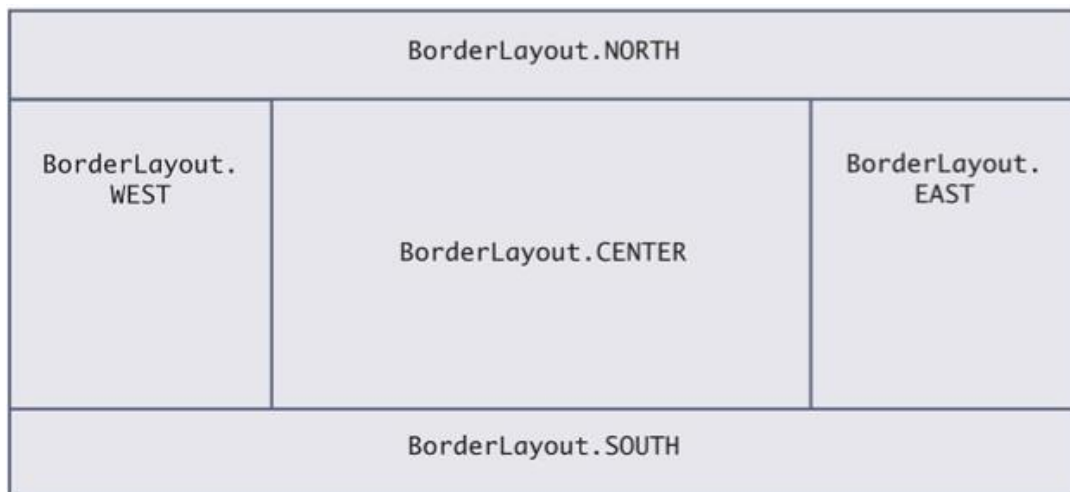 BorderLayout.NORTH
BorderLayout.
WEST
BorderLayout.CENTER
BorderLayout.
EAST
BorderLayout.SOUTH